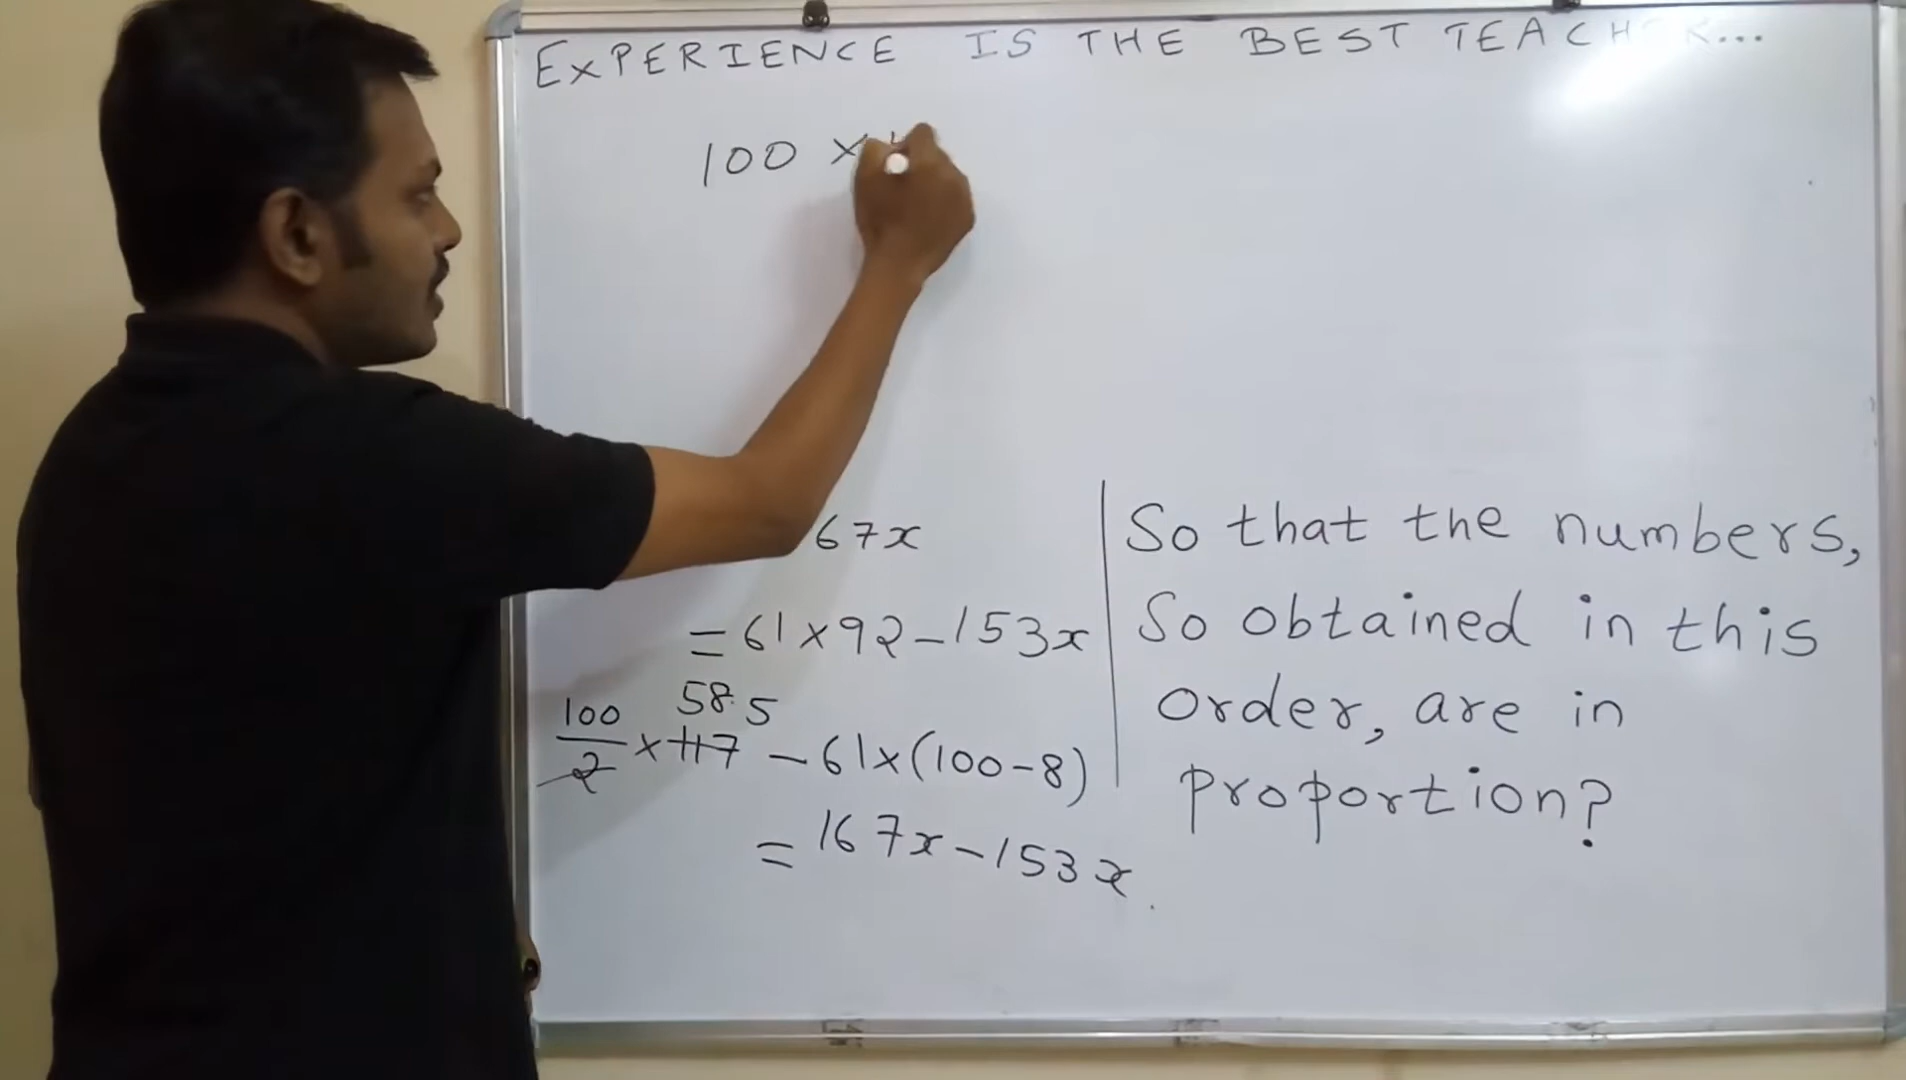 EXPERIENCE IS THE BEST TEACHER...
100 ×
67x
= 61 × 92 - 153x
58.5
100/2 × 117 - 61 × (100 - 8)
= 167x - 153x
So that the numbers,
So obtained in this
order, are in
proportion?